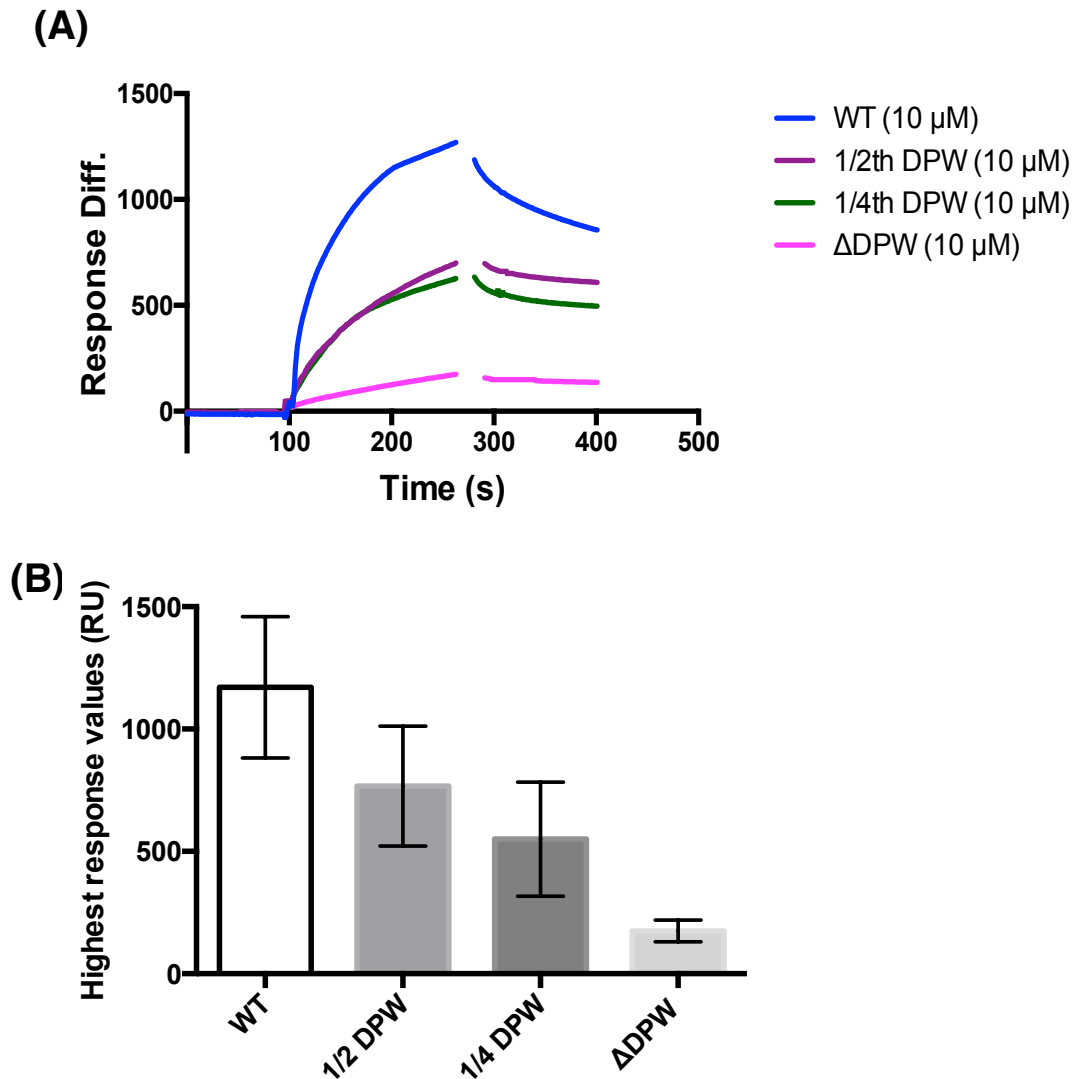 (A)
1500
1000
500
0
Response Diff.
100 200 300 400 500
Time (s)
WT (10 µM)
1/2th DPW (10 µM)
1/4th DPW (10 µM)
ΔDPW (10 µM)
(B)
Highest response values (RU)
1500
1000
500
0
WT
1/2 DPW
1/4 DPW
ΔDPW